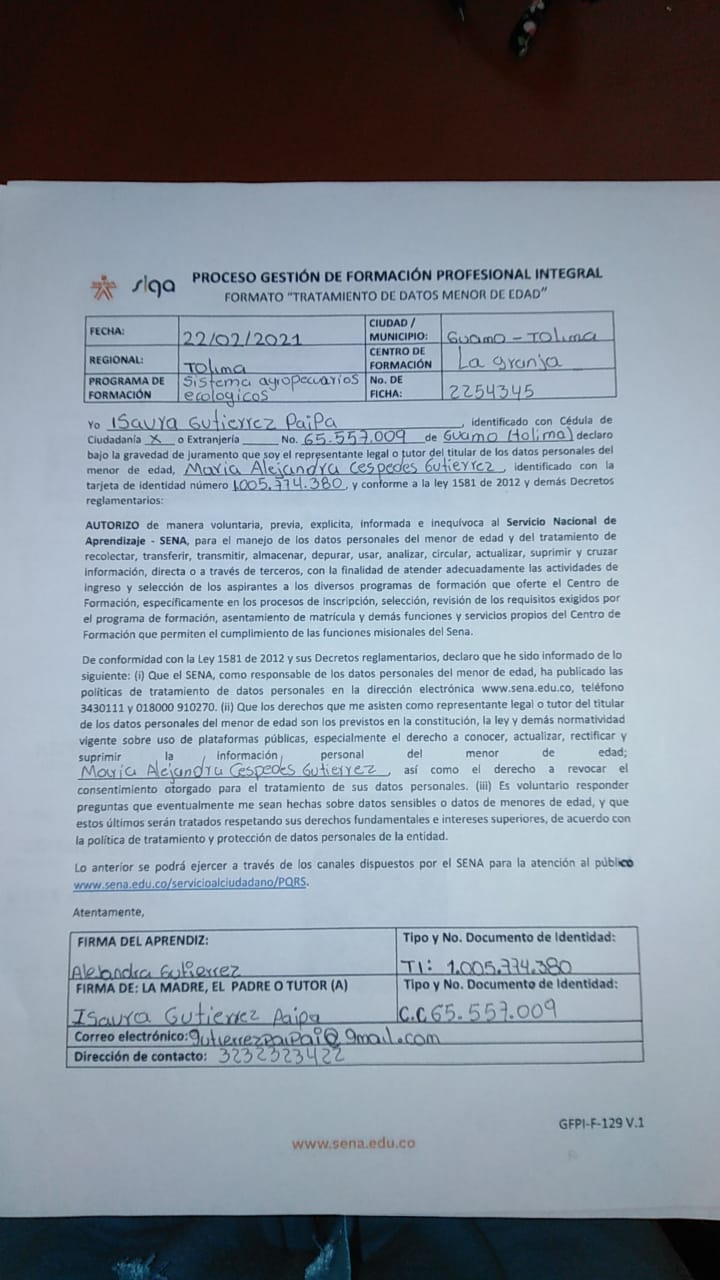 s/ga PROCESO GESTIÓN DE FORMACIÓN PROFESIONAL INTEGRAL
FORMATO "TRATAMIENTO DE DATOS MENOR DE EDAD"
FECHA: 22/02/2021 CIUDAD / MUNICIPIO: Guamo - Tolima
REGIONAL: Tolima CENTRO DE FORMACIÓN La granja
PROGRAMA DE FORMACIÓN Sistema agropecuarios ecologicos No. DE FICHA: 2254345
Yo Isaura Gutierrez Paipa, identificado con Cédula de
Ciudadanía X o Extranjería ____ No. 65.557.009 de Guamo (tolima) declaro
bajo la gravedad de juramento que soy el representante legal o tutor del titular de los datos personales del
menor de edad, Maria Alejandra Cespedes Gutierrez, identificado con la
tarjeta de identidad número 1.005.774.380, y conforme a la ley 1581 de 2012 y demás Decretos
reglamentarios:
AUTORIZO de manera voluntaria, previa, explicita, informada e inequívoca al Servicio Nacional de
Aprendizaje - SENA, para el manejo de los datos personales del menor de edad y del tratamiento de
recolectar, transferir, transmitir, almacenar, depurar, usar, analizar, circular, actualizar, suprimir y cruzar
información, directa o a través de terceros, con la finalidad de atender adecuadamente las actividades de
ingreso y selección de los aspirantes a los diversos programas de formación que oferte el Centro de
Formación, específicamente en los procesos de inscripción, selección, revisión de los requisitos exigidos por
el programa de formación, asentamiento de matrícula y demás funciones y servicios propios del Centro de
Formación que permiten el cumplimiento de las funciones misionales del Sena.
De conformidad con la Ley 1581 de 2012 y sus Decretos reglamentarios, declaro que he sido informado de lo
siguiente: (i) Que el SENA, como responsable de los datos personales del menor de edad, ha publicado las
políticas de tratamiento de datos personales en la dirección electrónica www.sena.edu.co, teléfono
3430111 y 018000 910270. (ii) Que los derechos que me asisten como representante legal o tutor del titular
de los datos personales del menor de edad son los previstos en la constitución, la ley y demás normatividad
vigente sobre uso de plataformas públicas, especialmente el derecho a conocer, actualizar, rectificar y
suprimir la información personal del menor de edad;
Maria Alejandra Cespedes Gutierrez, así como el derecho a revocar el
consentimiento otorgado para el tratamiento de sus datos personales. (iii) Es voluntario responder
preguntas que eventualmente me sean hechas sobre datos sensibles o datos de menores de edad, y que
estos últimos serán tratados respetando sus derechos fundamentales e intereses superiores, de acuerdo con
la política de tratamiento y protección de datos personales de la entidad.
Lo anterior se podrá ejercer a través de los canales dispuestos por el SENA para la atención al público
www.sena.edu.co/servicioalciudadano/PQRS.
Atentamente,
FIRMA DEL APRENDIZ: Tipo y No. Documento de Identidad:
Alejandra Gutierrez TI: 1.005.774.380
FIRMA DE: LA MADRE, EL PADRE O TUTOR (A) Tipo y No. Documento de Identidad:
Isaura Gutierrez Paipa C.C 65.557.009
Correo electrónico: gutierrezpaipai@gmail.com
Dirección de contacto: 3232323422
GFPI-F-129 V.1
www.sena.edu.co